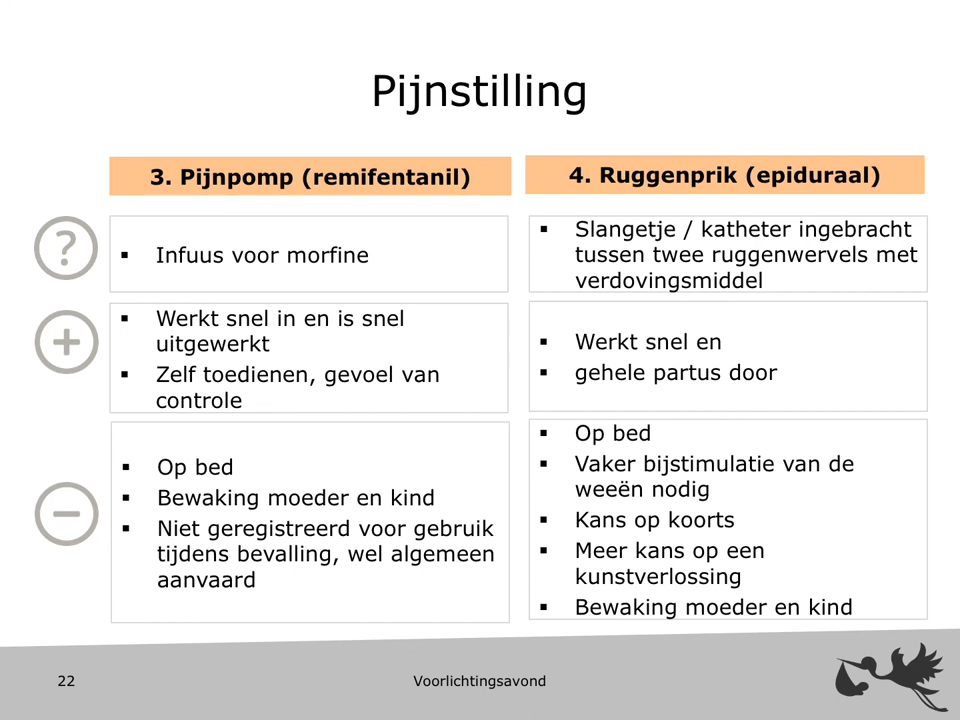 Pijnstilling
3. Pijnpomp (remifentanil)
▪ Infuus voor morfine
▪ Werkt snel in en is snel
uitgewerkt
▪ Zelf toedienen, gevoel van
controle
▪ Op bed
▪ Bewaking moeder en kind
▪ Niet geregistreerd voor gebruik
tijdens bevalling, wel algemeen
aanvaard
4. Ruggenprik (epiduraal)
▪ Slangetje / katheter ingebracht
tussen twee ruggenwervels met
verdovingsmiddel
▪ Werkt snel en
▪ gehele partus door
▪ Op bed
▪ Vaker bijstimulatie van de
weeën nodig
▪ Kans op koorts
▪ Meer kans op een
kunstverlossing
▪ Bewaking moeder en kind
?
+
−
22
Voorlichtingsavond